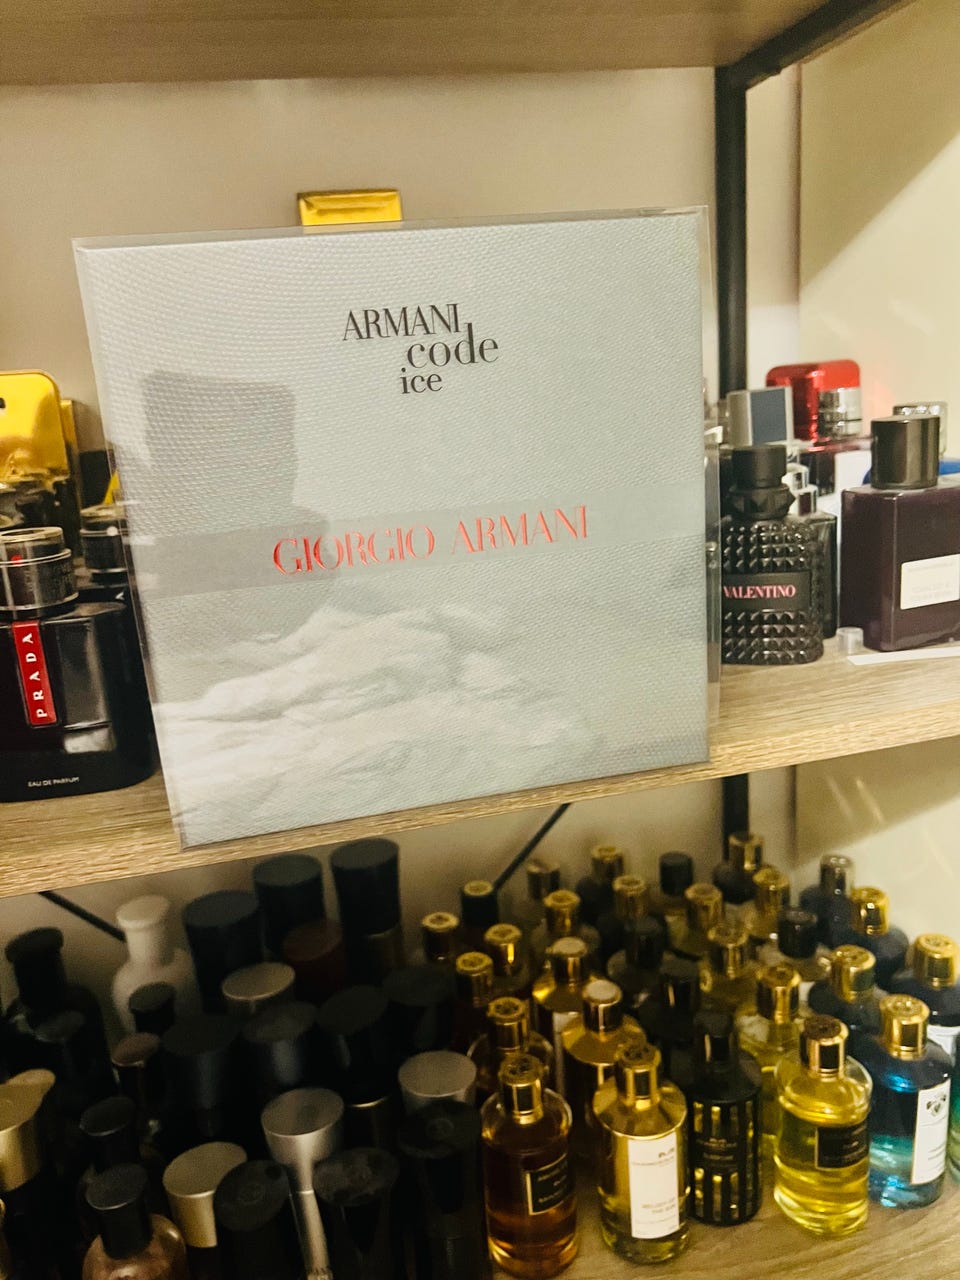 ARMANI
code
ice
GIORGIO ARMANI
PRADA
EAU DE PARFUM
VALENTINO